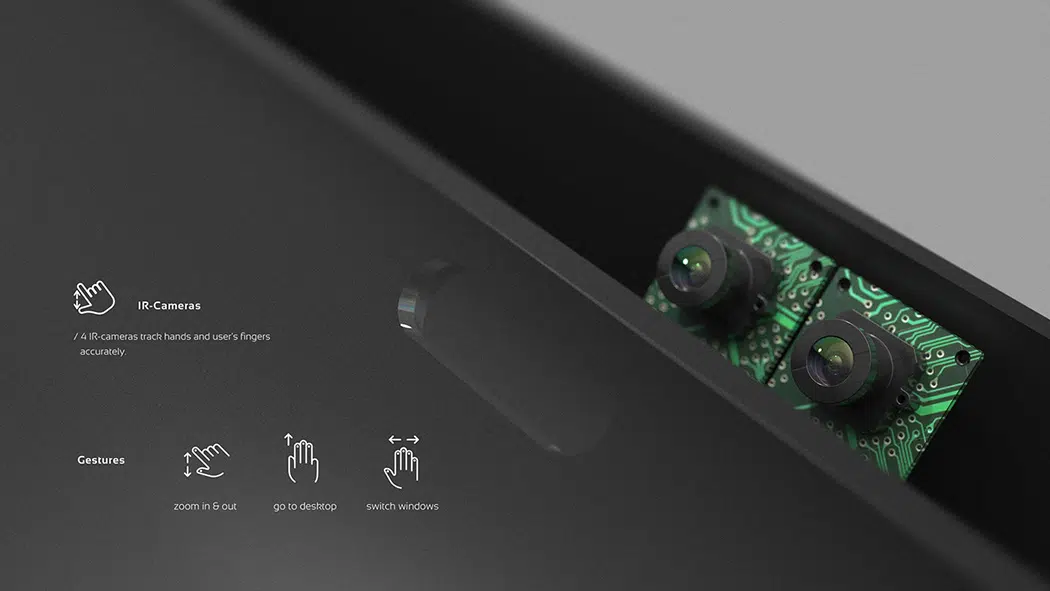 IR-Cameras
/ 4 IR-cameras track hands and user's fingers
accurately.
Gestures
zoom in & out
go to desktop
switch windows